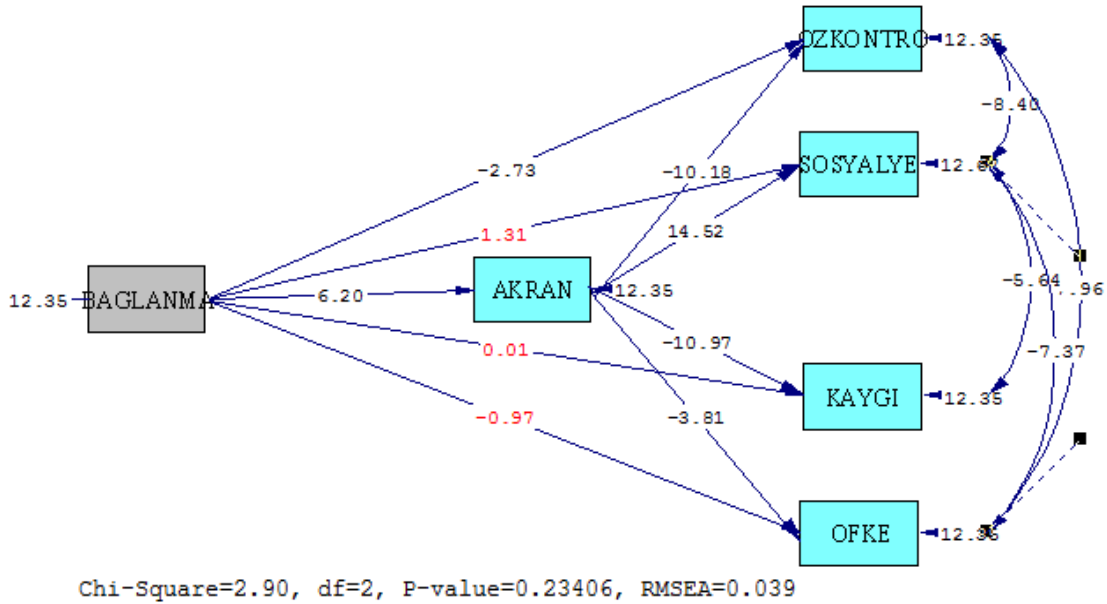 OZKONTRO
12.35
-8.40
-2.73
-10.18
SOSYALYE
1.31
14.52
12.35
BAGLANMA
6.20
AKRAN
12.35
-5.64
0.01
-10.97
-7.37
KAYGI
12.35
-0.97
-3.81
OFKE
Chi-Square=2.90, df=2, P-value=0.23406, RMSEA=0.039